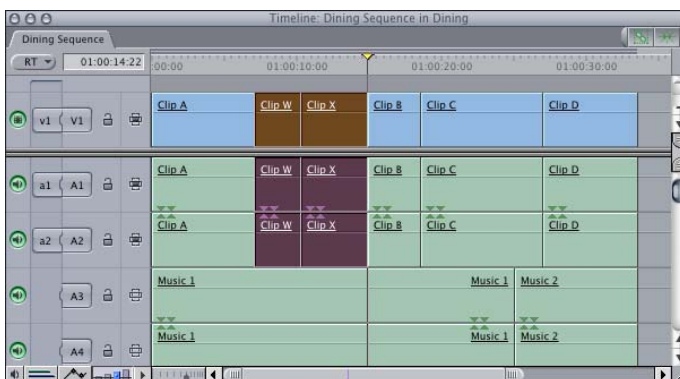 Timeline: Dining Sequence in Dining
Dining Sequence
RT 01:00:14:22 :00:00 01:00:10:00 01:00:20:00 01:00:30:00
v1 V1 Clip A Clip W Clip X Clip B Clip C Clip D
a1 A1 Clip A Clip W Clip X Clip B Clip C Clip D
a2 A2 Clip A Clip W Clip X Clip B Clip C Clip D
A3 Music 1 Music 1 Music 2
A4 Music 1 Music 1 Music 2